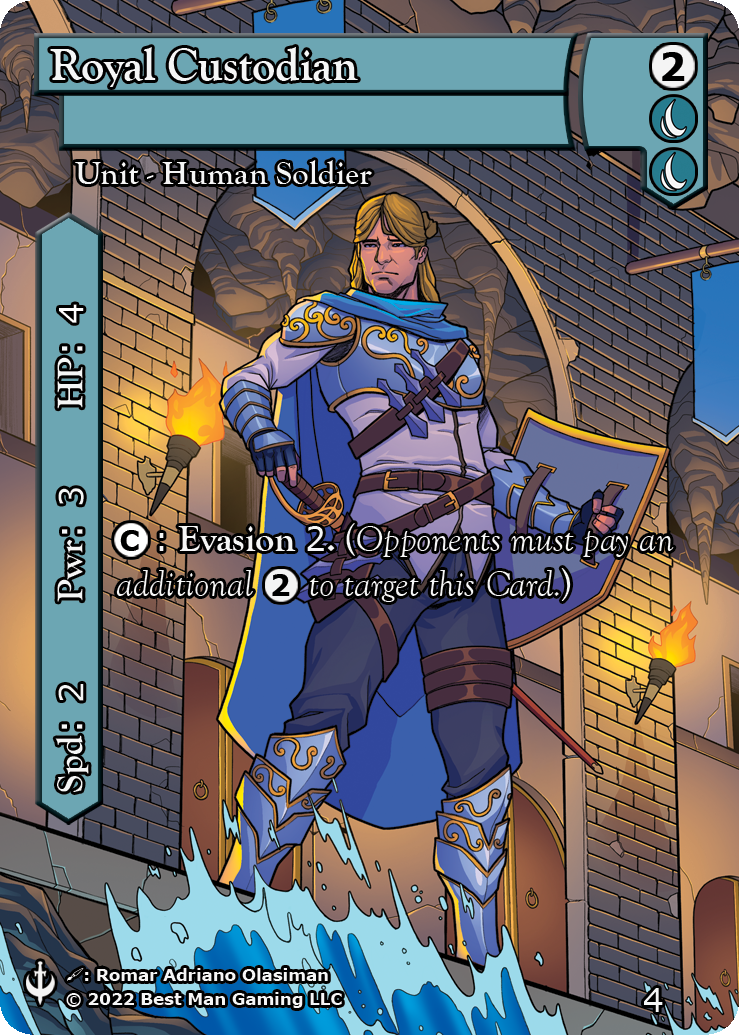 Royal Custodian
2
Unit - Human Soldier
HP: 4
Pwr: 3
Spd: 2
C : Evasion 2. (Opponents must pay an
additional 2 to target this Card.)
: Romar Adriano Olasiman
© 2022 Best Man Gaming LLC
4